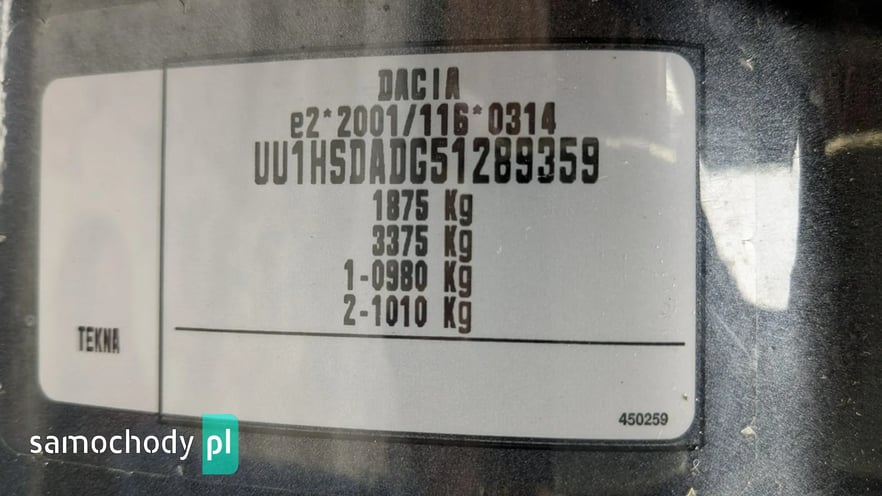 DACIA
e2*2001/116*0314
UU1HSDADG51289359
1875 Kg
3375 Kg
1-0980 Kg
2-1010 Kg
TEKNA
450259
samochody pl